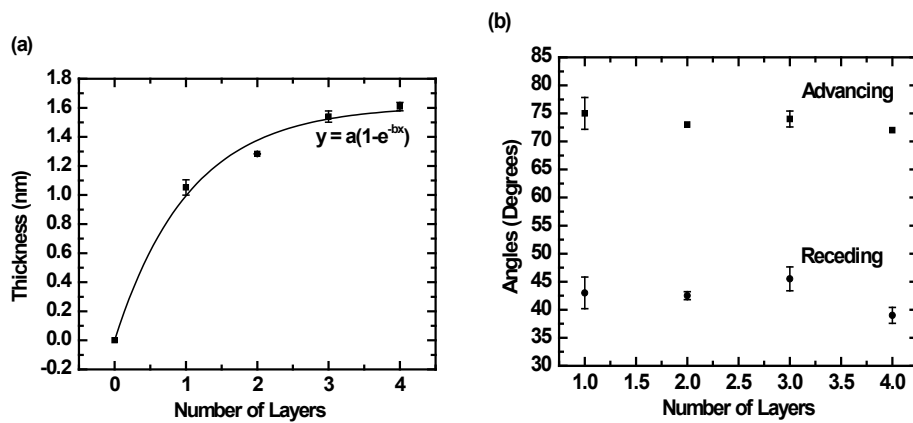 (a)
1.8
1.6
1.4
1.2
1.0
0.8
0.6
0.4
0.2
0.0
-0.2
0 1 2 3 4
Thickness (nm)
Number of Layers
y = a(1-e^-bx)
(b)
85
80
75
70
65
60
55
50
45
40
35
30
1.0 1.5 2.0 2.5 3.0 3.5 4.0
Angles (Degrees)
Number of Layers
Advancing
Receding